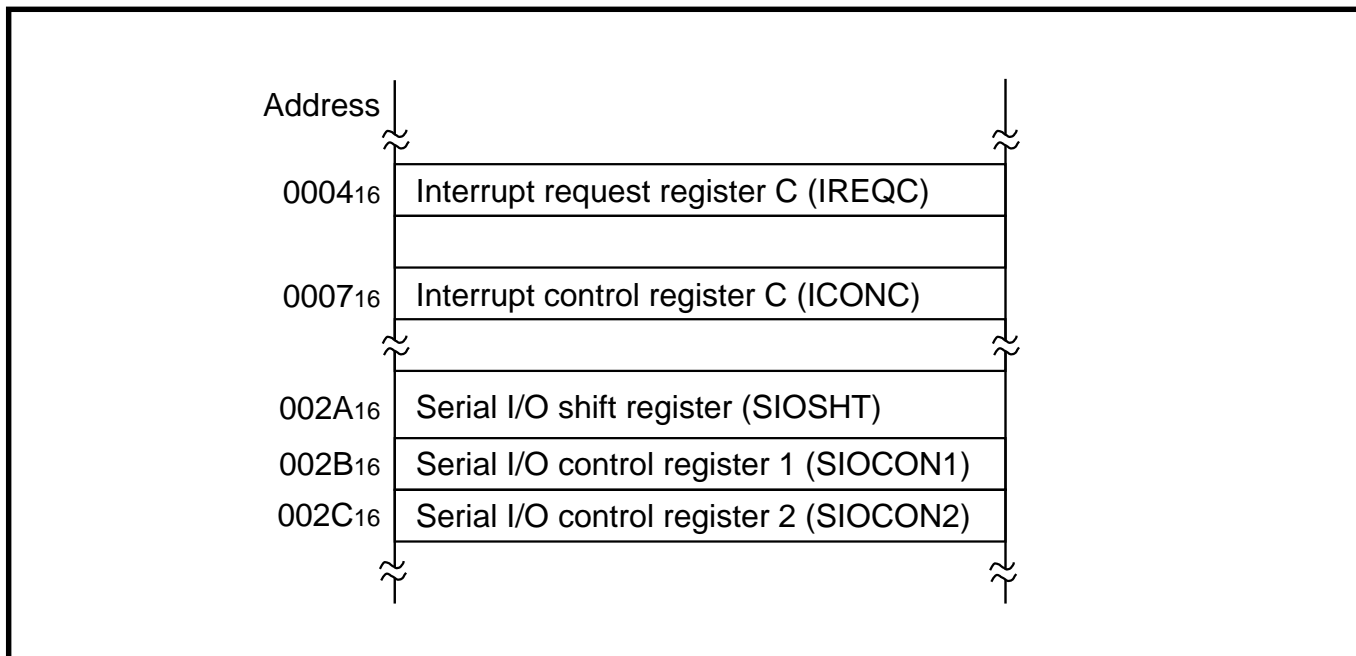 Address
0004₁₆ Interrupt request register C (IREQC)
0007₁₆ Interrupt control register C (ICONC)
002A₁₆ Serial I/O shift register (SIOSHT)
002B₁₆ Serial I/O control register 1 (SIOCON1)
002C₁₆ Serial I/O control register 2 (SIOCON2)